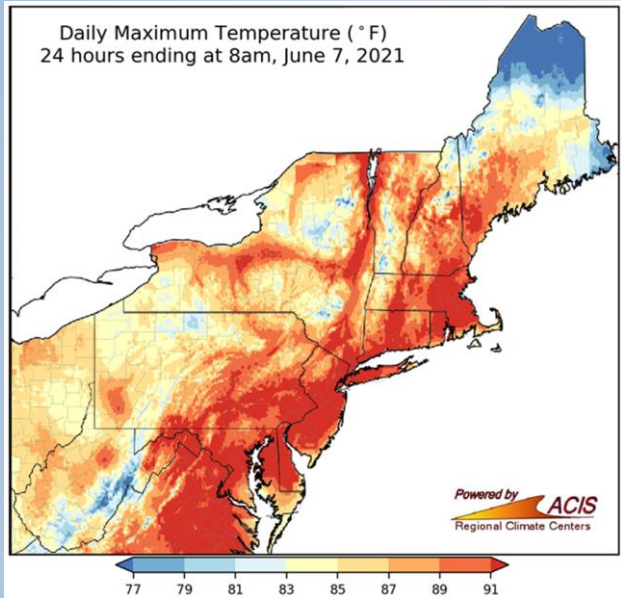 Daily Maximum Temperature (°F)
24 hours ending at 8am, June 7, 2021
Powered by
ACIS
Regional Climate Centers
77 79 81 83 85 87 89 91